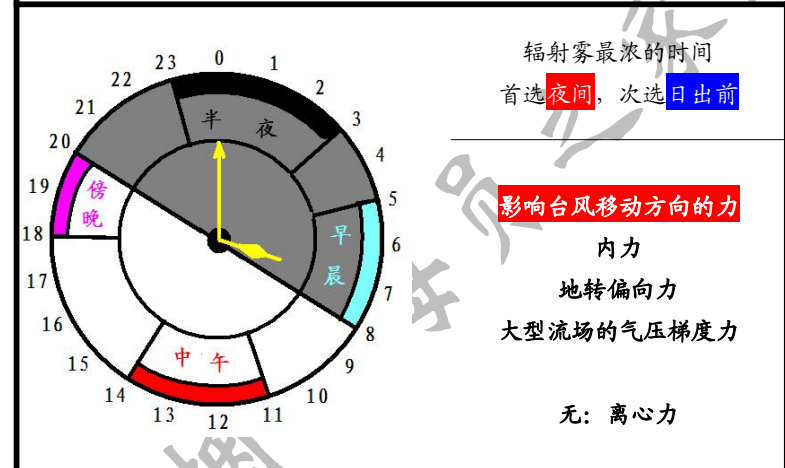 23 0 1
22 2
21 3
20 4
19 5
18 6
17 7
16 8
15 9
14 10
13 12 11
半夜
傍晚
早晨
中午
辐射雾最浓的时间
首选夜间，次选日出前
影响台风移动方向的力
内力
地转偏向力
大型流场的气压梯度力
无：离心力
员之家